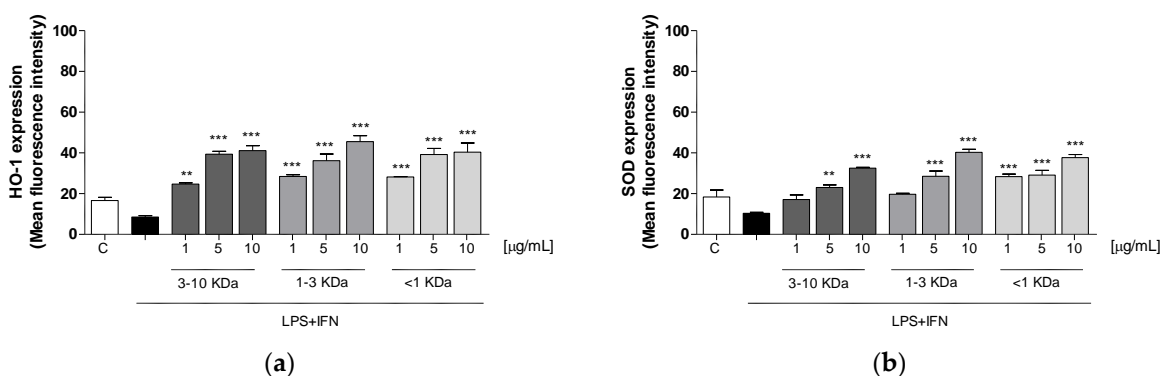 HO-1 expression
(Mean fluorescence intensity)
100
80
60
40
20
0
** *** *** *** *** *** *** *** ***
C 1 5 10 1 5 10 1 5 10 [μg/mL]
3-10 KDa 1-3 KDa <1 KDa
LPS+IFN
(a)
SOD expression
(Mean fluorescence intensity)
100
80
60
40
20
0
** *** *** *** *** *** ***
C 1 5 10 1 5 10 1 5 10 [μg/mL]
3-10 KDa 1-3 KDa <1 KDa
LPS+IFN
(b)